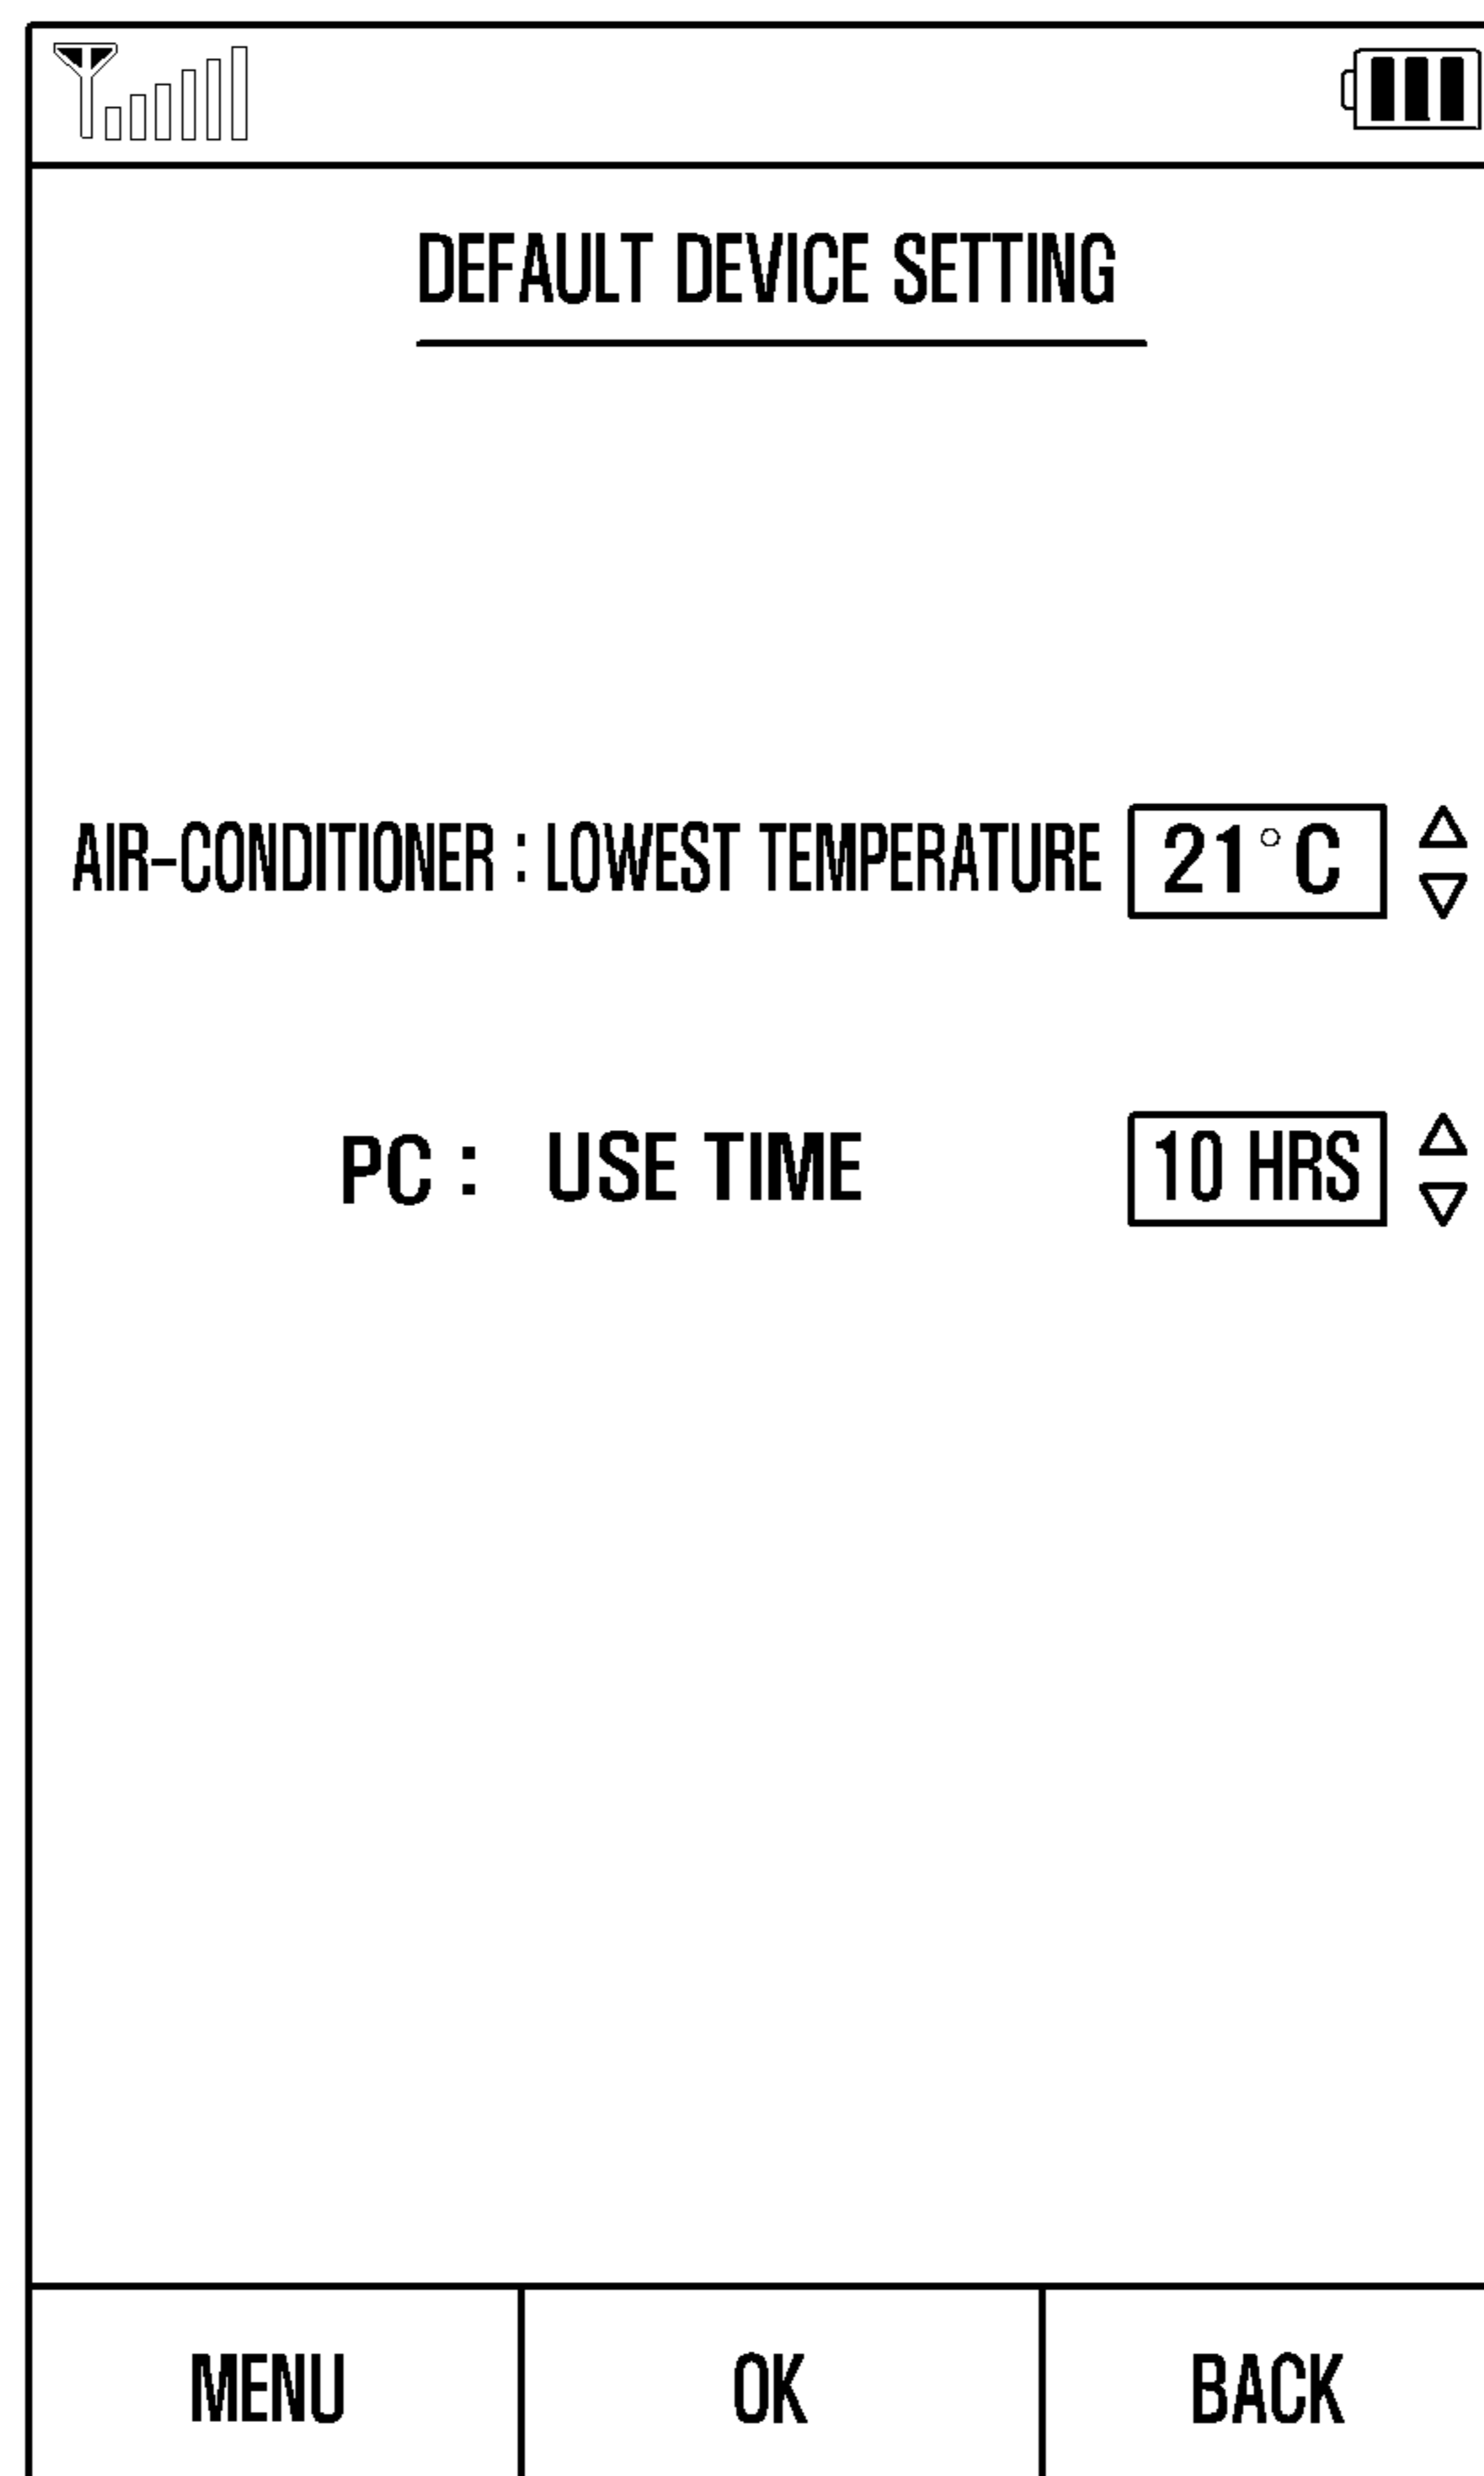 DEFAULT DEVICE SETTING
AIR-CONDITIONER : LOWEST TEMPERATURE 21°C
PC : USE TIME 10 HRS
MENU OK BACK